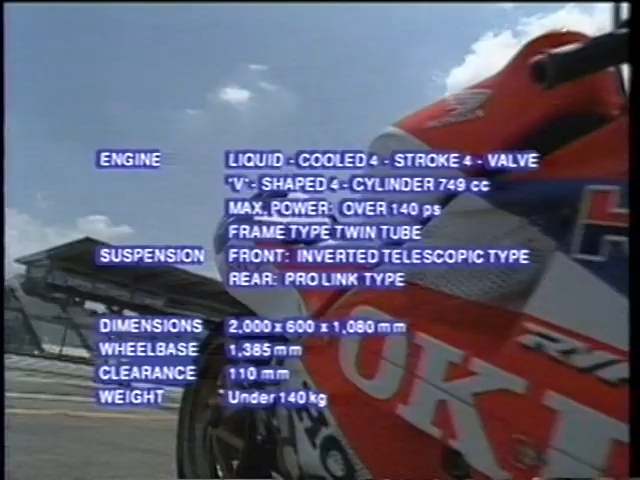 ENGINE LIQUID - COOLED 4 - STROKE 4 - VALVE
"V"- SHAPED 4 - CYLINDER 749 cc
MAX. POWER: OVER 140 ps
FRAME TYPE TWIN TUBE
SUSPENSION FRONT: INVERTED TELESCOPIC TYPE
REAR: PROLINK TYPE
DIMENSIONS 2,000 x 600 x 1,080 mm
WHEELBASE 1,385 mm
CLEARANCE 110 mm
WEIGHT Under 140 kg
OKI